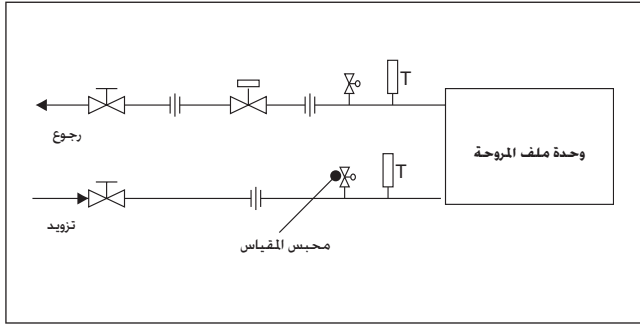 T
رجوع
وحدة ملف المروحة
T
تزويد
محبس المقياس